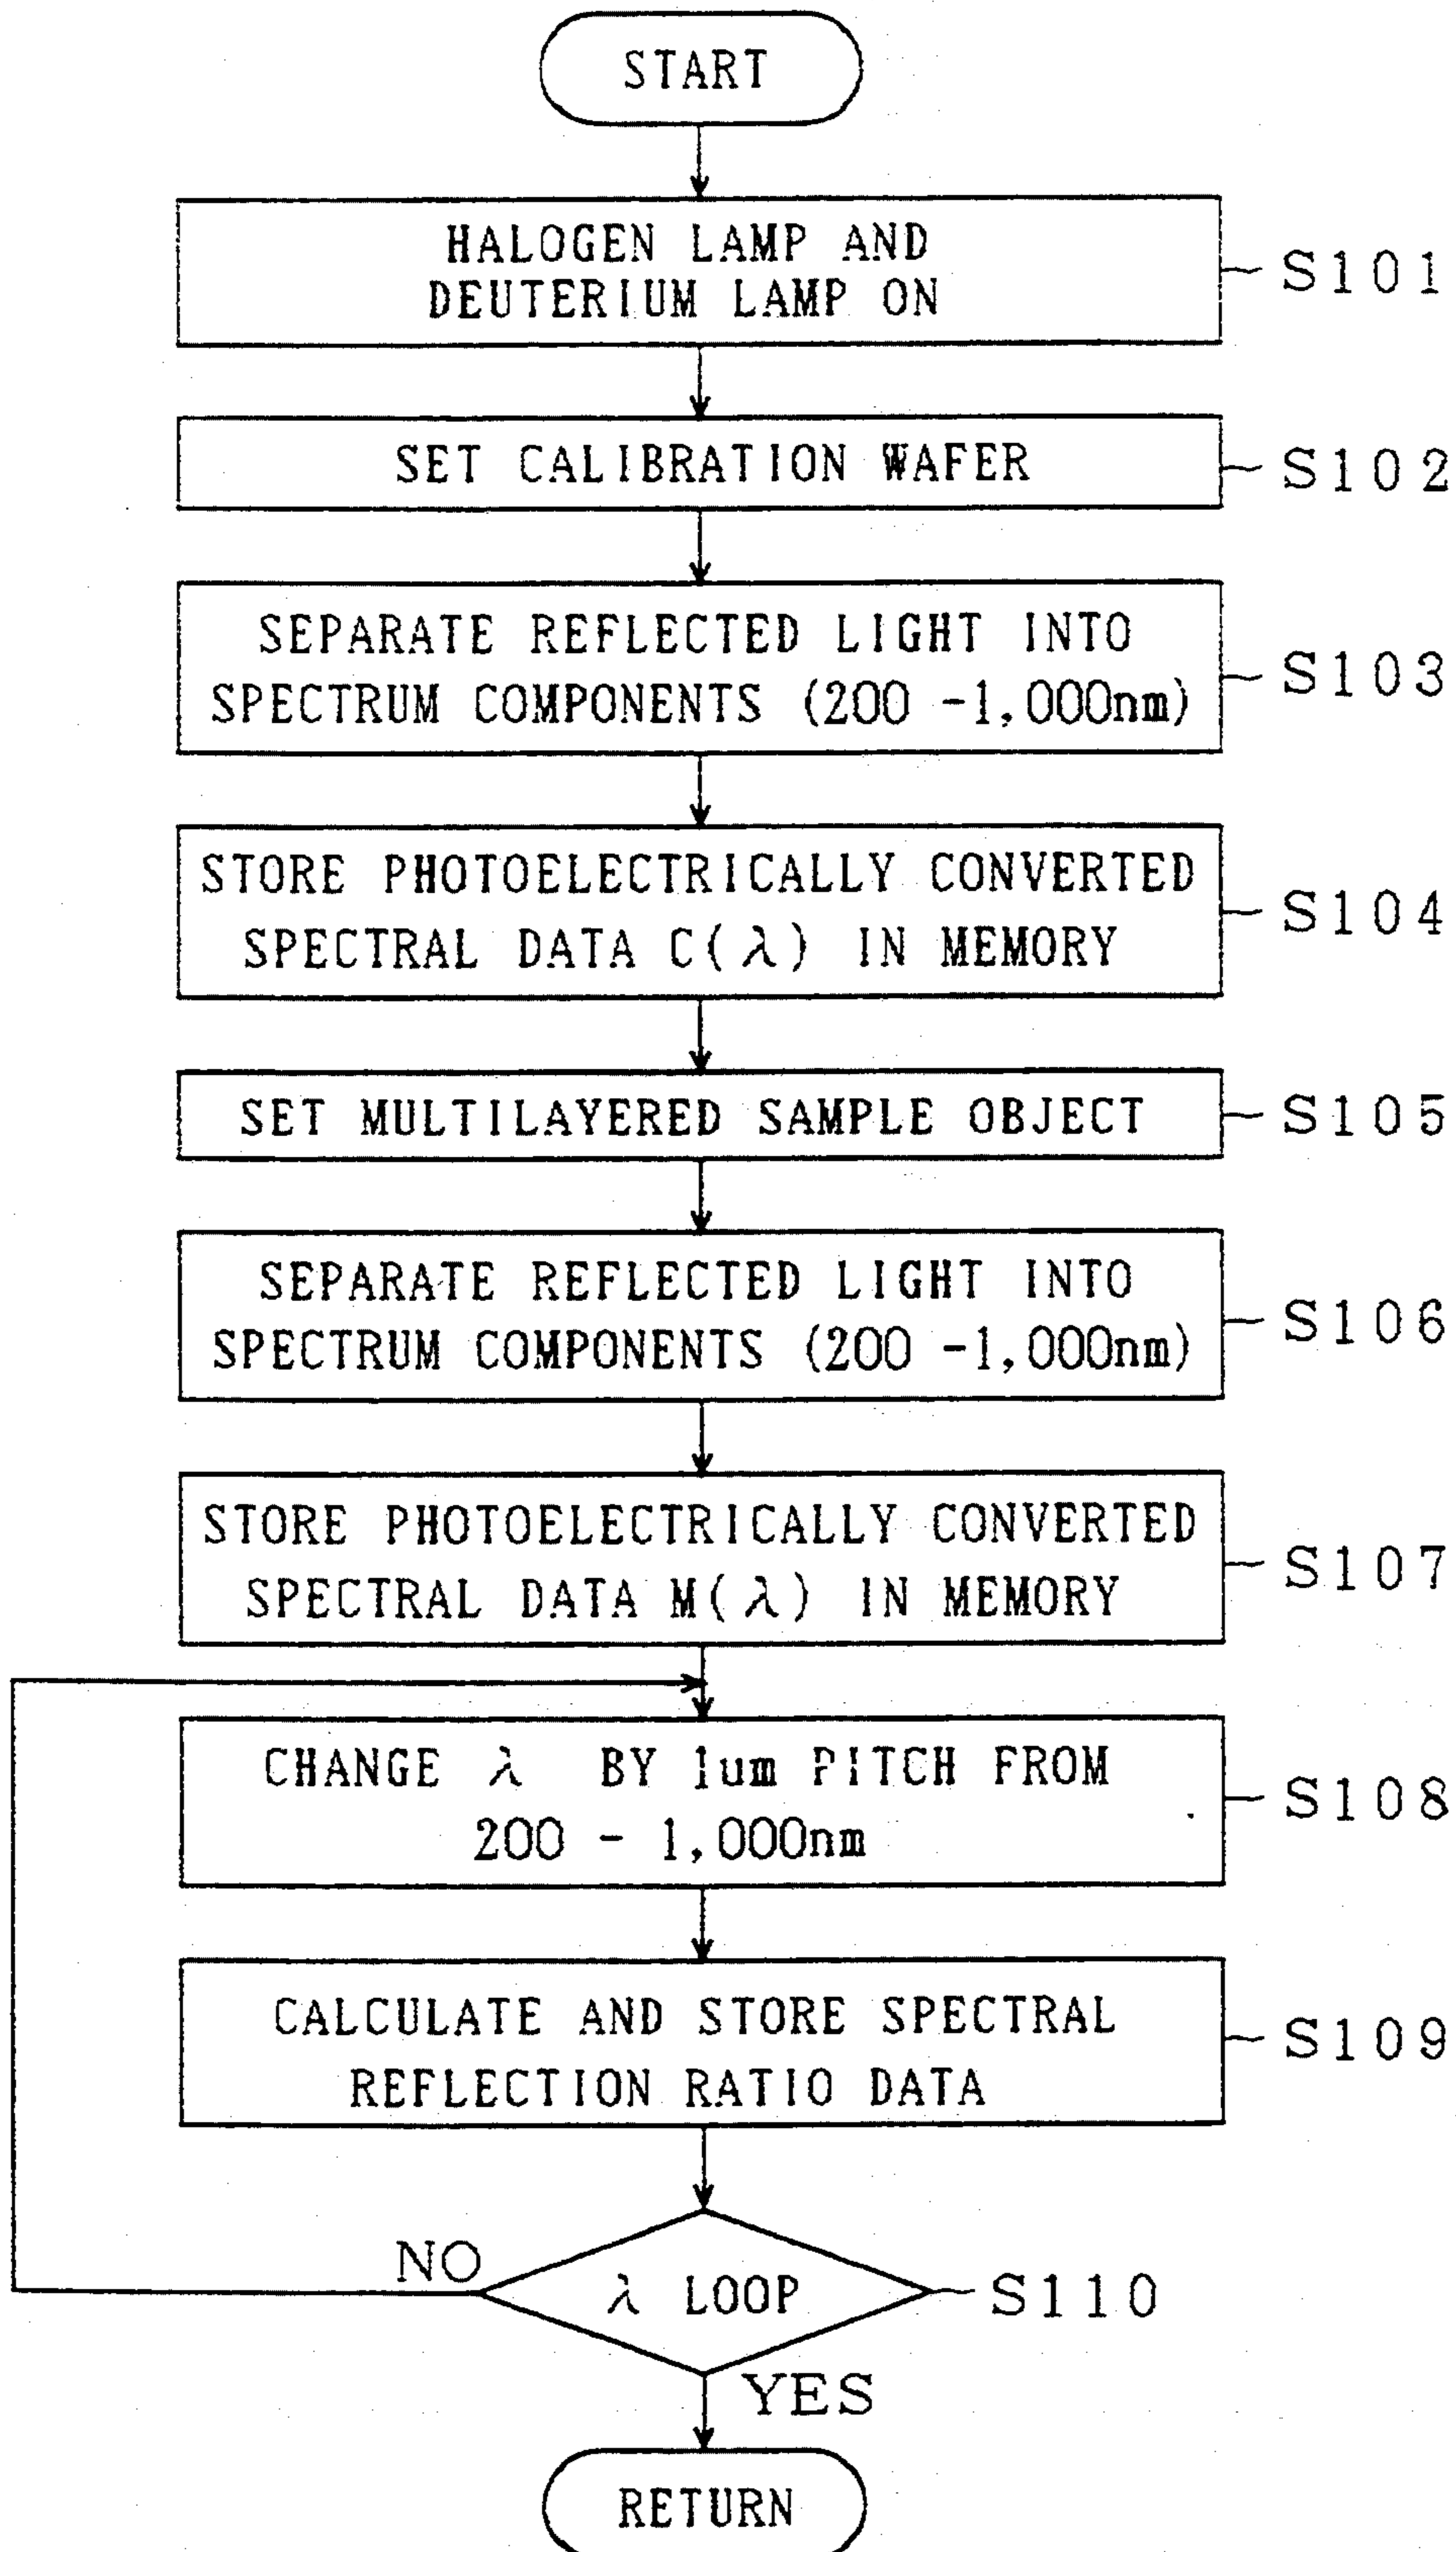 START
HALOGEN LAMP AND
DEUTERIUM LAMP ON
S101
SET CALIBRATION WAFER
S102
SEPARATE REFLECTED LIGHT INTO
SPECTRUM COMPONENTS (200 -1,000nm)
S103
STORE PHOTOELECTRICALLY CONVERTED
SPECTRAL DATA C(λ) IN MEMORY
S104
SET MULTILAYERED SAMPLE OBJECT
S105
SEPARATE REFLECTED LIGHT INTO
SPECTRUM COMPONENTS (200 -1,000nm)
S106
STORE PHOTOELECTRICALLY CONVERTED
SPECTRAL DATA M(λ) IN MEMORY
S107
CHANGE λ BY 1um PITCH FROM
200 - 1,000nm
S108
CALCULATE AND STORE SPECTRAL
REFLECTION RATIO DATA
S109
NO
λ LOOP
S110
YES
RETURN